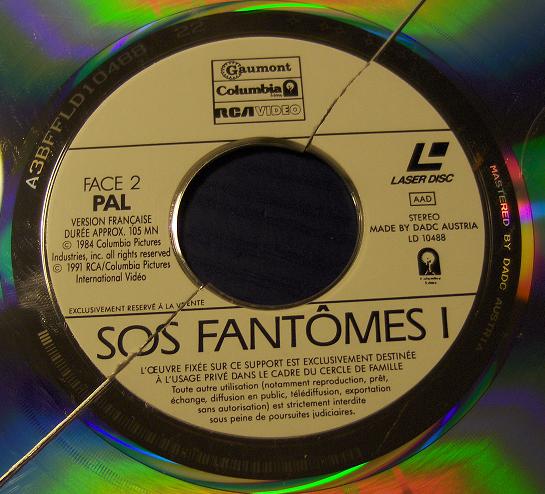 A3BFFFLD10488 22
Gaumont
Columbia
RCA VIDEO
FACE 2
PAL
VERSION FRANÇAISE
DURÉE APPROX. 105 MN
© 1984 Columbia Pictures
Industries, inc. all rights reserved
© 1991 RCA/Columbia Pictures
International Vidéo
LASER DISC
AAD
STEREO
MADE BY DADC AUSTRIA
LD 10488
MASTERED BY DADC AUSTRIA
EXCLUSIVEMENT RESERVÉ À LA VENTE
SOS FANTÔMES I
L'ŒUVRE FIXÉE SUR CE SUPPORT EST EXCLUSIVEMENT DESTINÉE
À L'USAGE PRIVÉ DANS LE CADRE DU CERCLE DE FAMILLE
Toute autre utilisation (notamment reproduction, prêt,
échange, diffusion en public, télédiffusion, exportation
sans autorisation) est strictement interdite
sous peine de poursuites judiciaires.